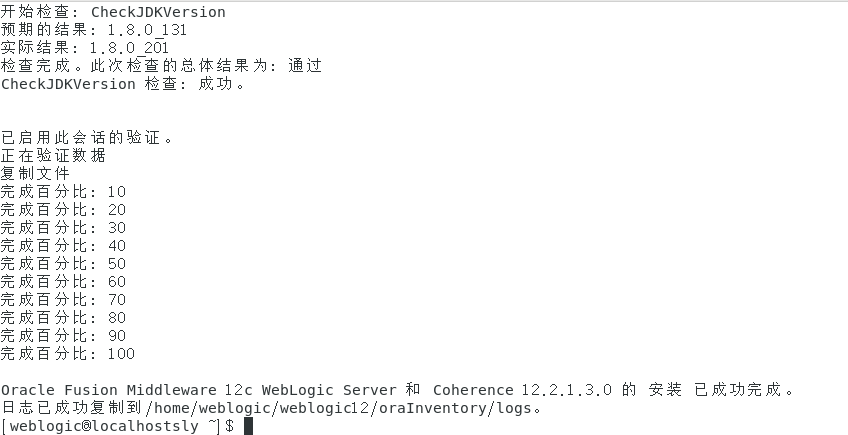 开始检查: CheckJDKVersion
预期的结果: 1.8.0_131
实际结果: 1.8.0_201
检查完成。此次检查的总体结果为: 通过
CheckJDKVersion 检查: 成功。
已启用此会话的验证。
正在验证数据
复制文件
完成百分比: 10
完成百分比: 20
完成百分比: 30
完成百分比: 40
完成百分比: 50
完成百分比: 60
完成百分比: 70
完成百分比: 80
完成百分比: 90
完成百分比: 100
Oracle Fusion Middleware 12c WebLogic Server 和 Coherence 12.2.1.3.0 的 安装 已成功完成。
日志已成功复制到/home/weblogic/weblogic12/oraInventory/logs。
[weblogic@localhostsly ~]$